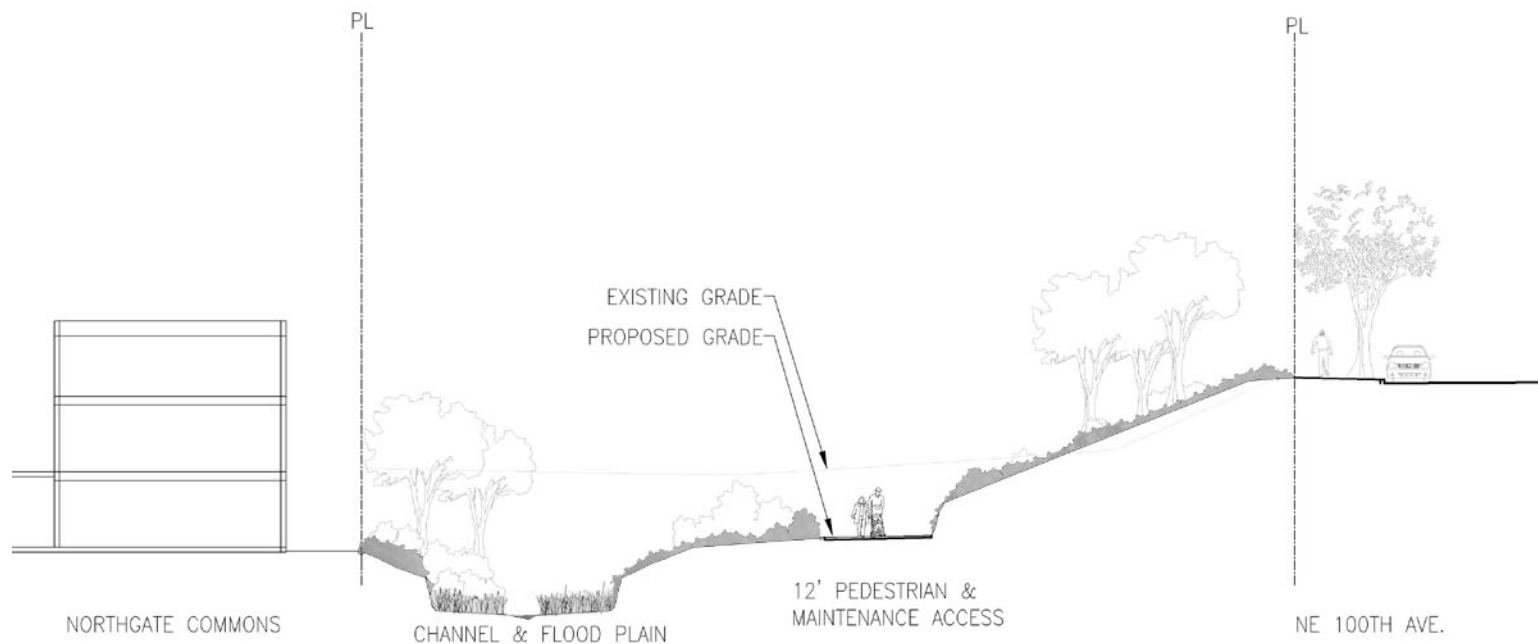 PL
PL
EXISTING GRADE
PROPOSED GRADE
12' PEDESTRIAN &
MAINTENANCE ACCESS
NORTHGATE COMMONS
CHANNEL & FLOOD PLAIN
NE 100TH AVE.